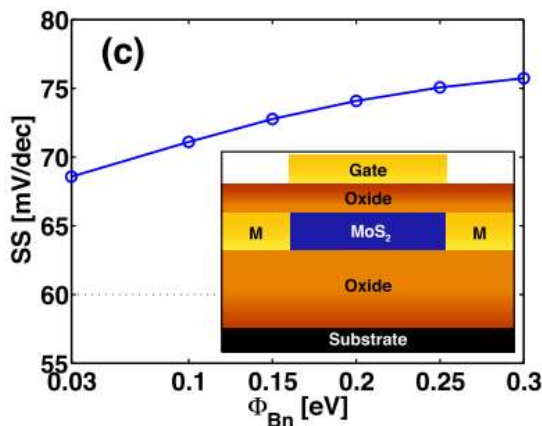 80
(c)
75
70
65
60
55
SS [mV/dec]
Gate
Oxide
M MoS₂ M
Oxide
Substrate
0.03 0.1 0.15 0.2 0.25 0.3
Φ_Bn [eV]